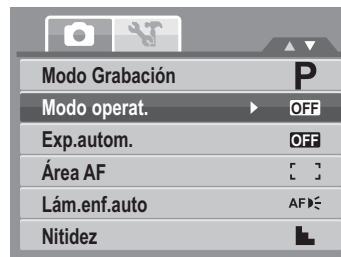 Modo Grabación P
Modo operat. OFF
Exp.autom. OFF
Área AF
Lám.enf.auto AF
Nitidez